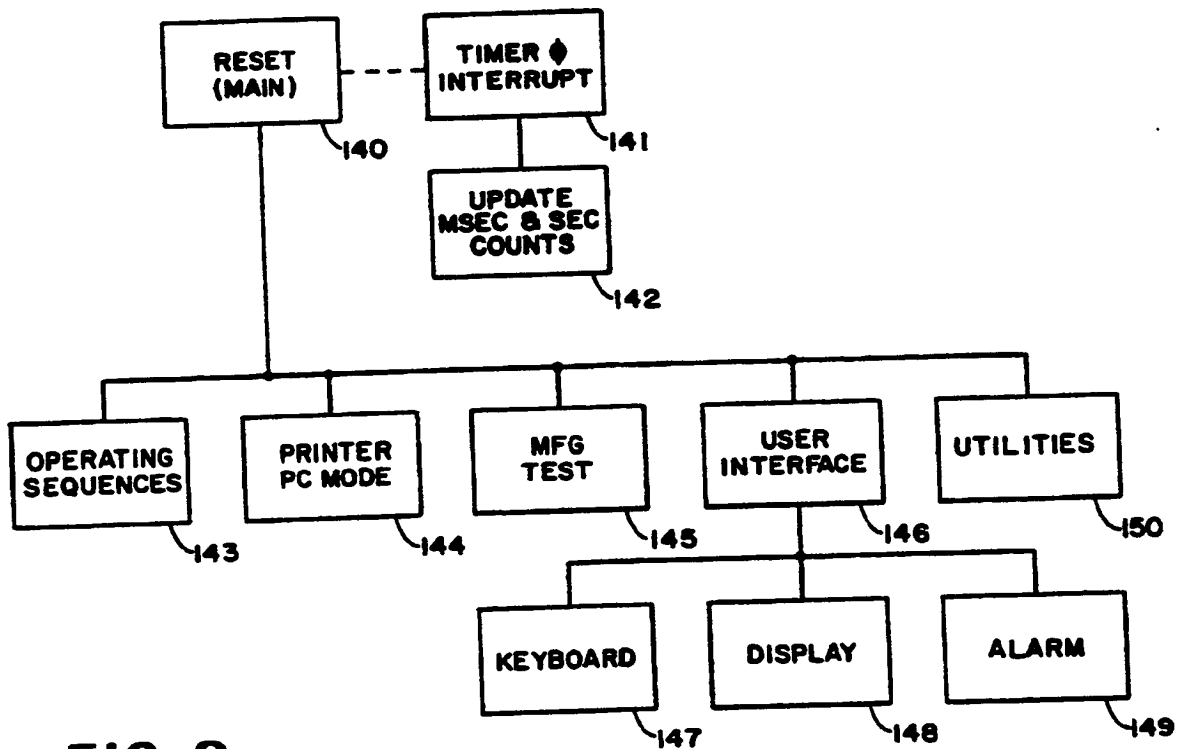 RESET
(MAIN)
140
TIMER ϕ
INTERRUPT
141
UPDATE
MSEC & SEC
COUNTS
142
OPERATING
SEQUENCES
143
PRINTER
PC MODE
144
MFG
TEST
145
USER
INTERFACE
146
UTILITIES
150
KEYBOARD
147
DISPLAY
148
ALARM
149